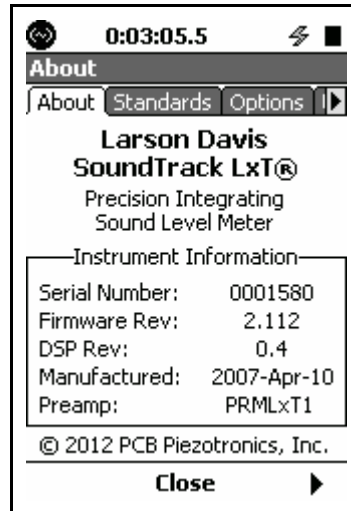 0:03:05.5
About
About Standards Options
Larson Davis
SoundTrack LxT®
Precision Integrating
Sound Level Meter
Instrument Information
Serial Number: 0001580
Firmware Rev: 2.112
DSP Rev: 0.4
Manufactured: 2007-Apr-10
Preamp: PRMLxT1
© 2012 PCB Piezotronics, Inc.
Close